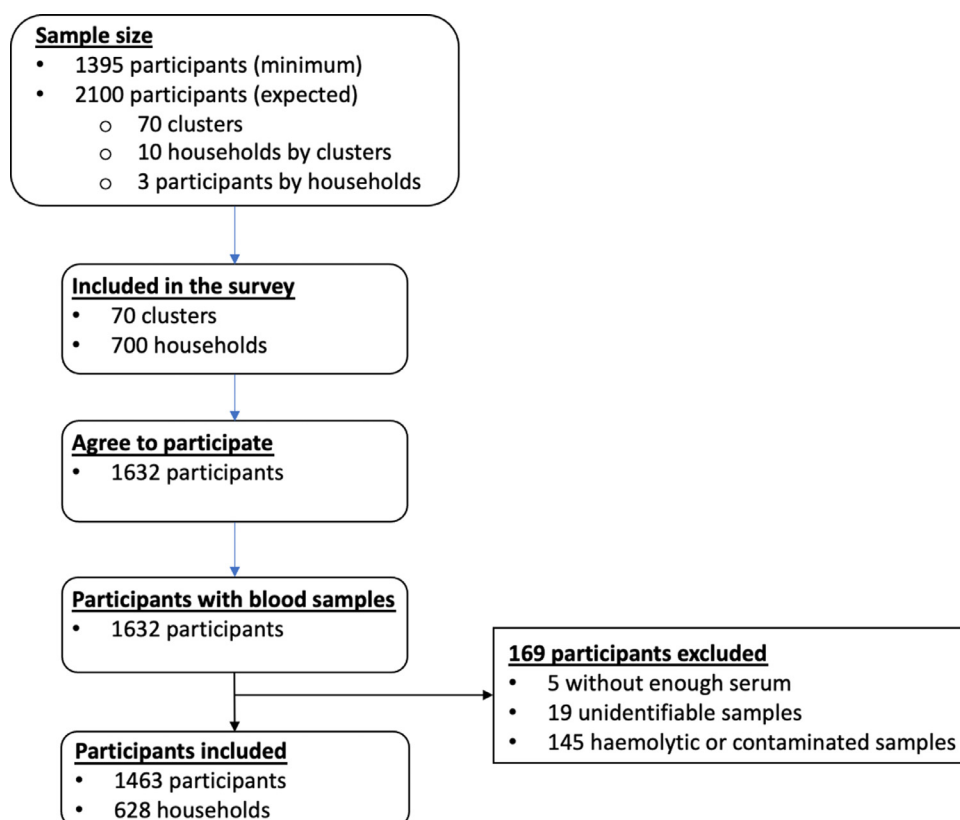 Sample size
• 1395 participants (minimum)
• 2100 participants (expected)
o 70 clusters
o 10 households by clusters
o 3 participants by households
Included in the survey
• 70 clusters
• 700 households
Agree to participate
• 1632 participants
Participants with blood samples
• 1632 participants
169 participants excluded
• 5 without enough serum
• 19 unidentifiable samples
• 145 haemolytic or contaminated samples
Participants included
• 1463 participants
• 628 households